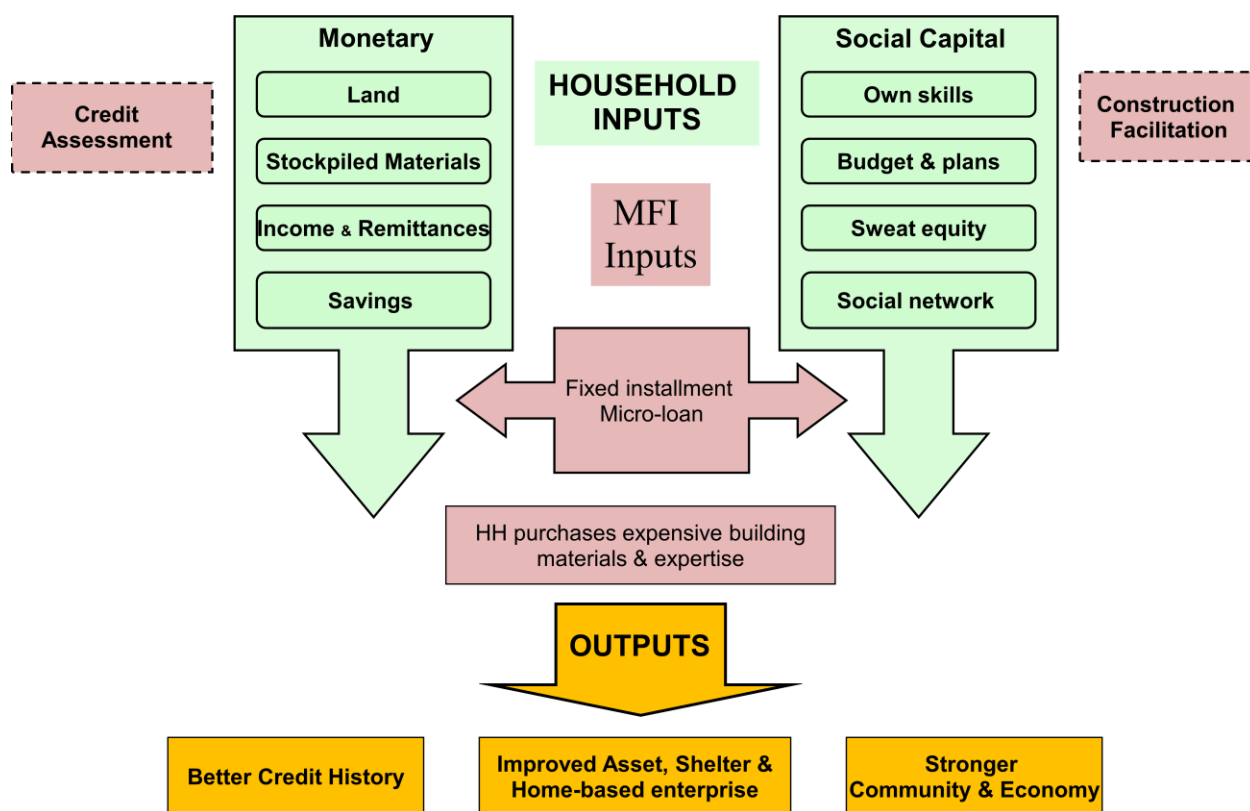 Monetary
Land
Stockpiled Materials
Income & Remittances
Savings
Credit
Assessment
HOUSEHOLD
INPUTS
MFI
Inputs
Social Capital
Own skills
Budget & plans
Sweat equity
Social network
Construction
Facilitation
Fixed installment
Micro-loan
HH purchases expensive building
materials & expertise
OUTPUTS
Better Credit History
Improved Asset, Shelter &
Home-based enterprise
Stronger
Community & Economy